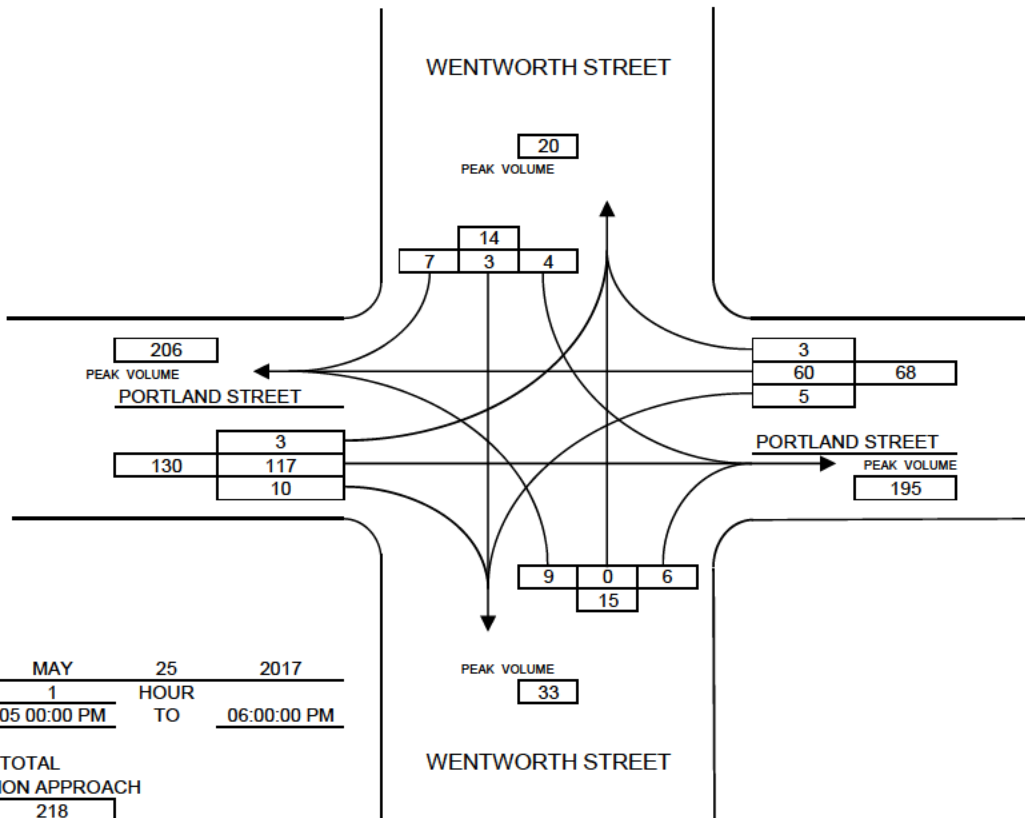 WENTWORTH STREET
20
PEAK VOLUME
14
7 3 4
206
PEAK VOLUME
PORTLAND STREET
3
60 68
5
3
130 117
10
PORTLAND STREET
PEAK VOLUME
195
9 0 6
15
PEAK VOLUME
33
WENTWORTH STREET
MAY 25 2017
1 HOUR
05 00:00 PM TO 06:00:00 PM
TOTAL
ION APPROACH
218